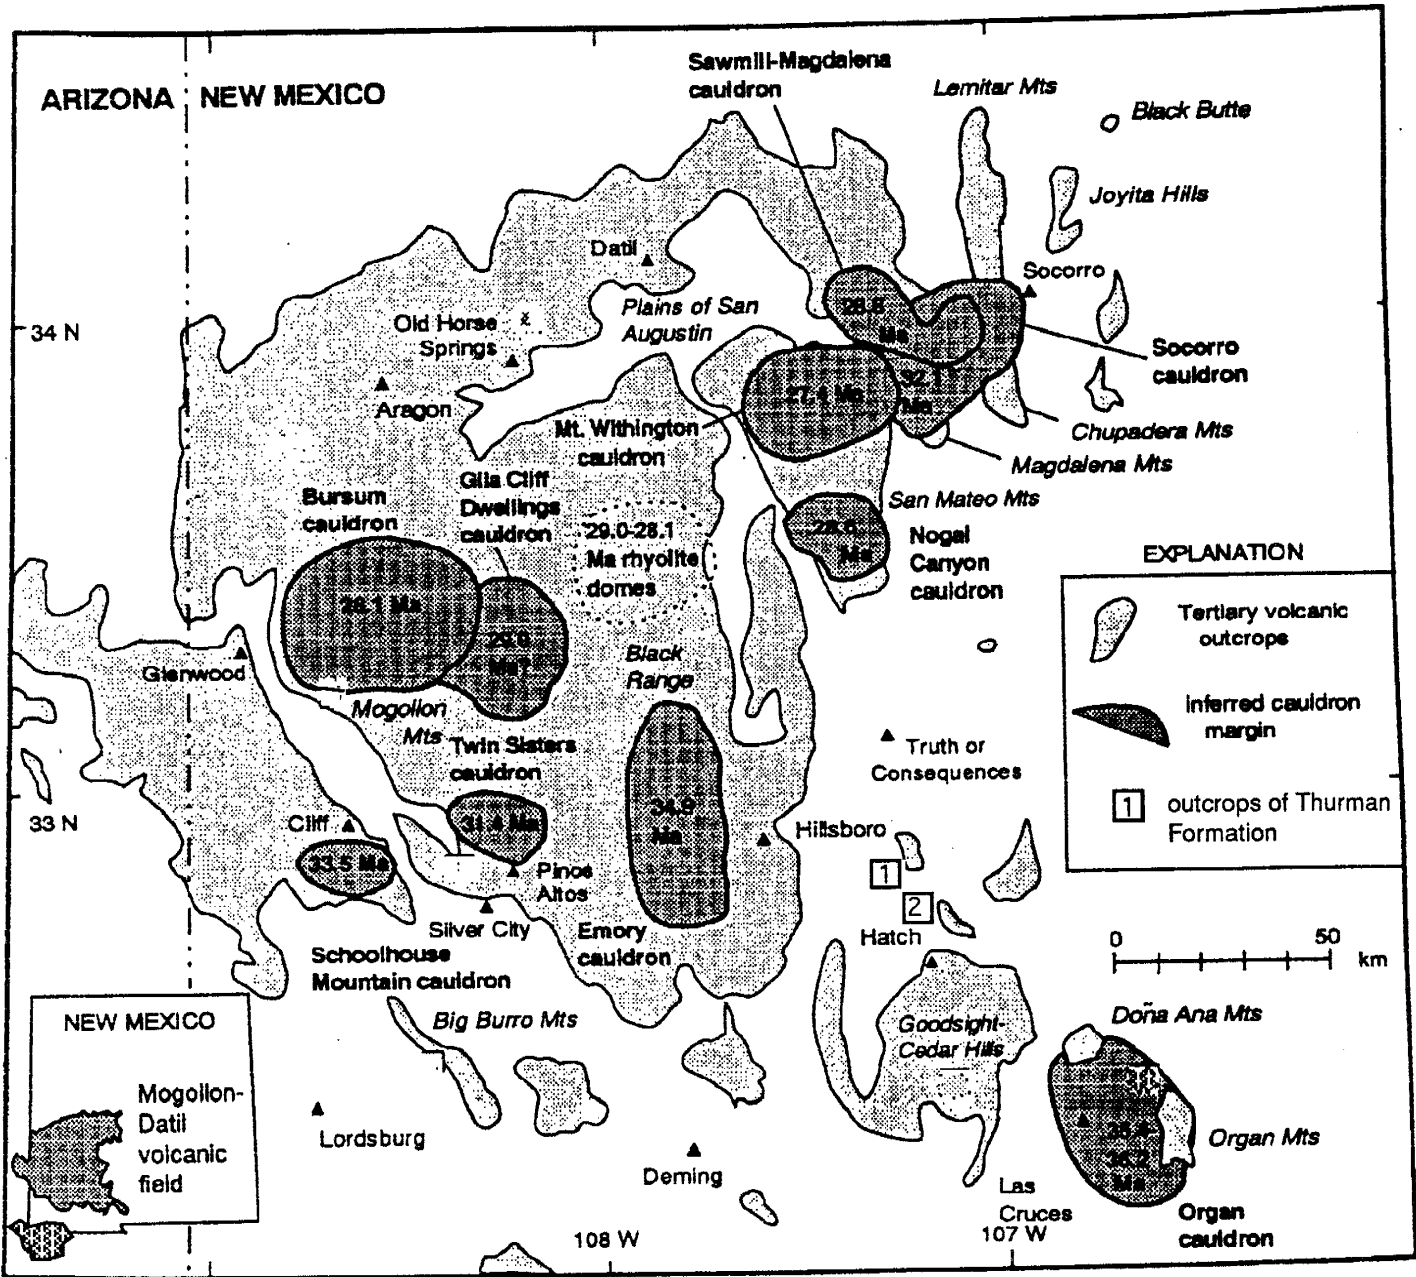 ARIZONA
NEW MEXICO
Sawmill-Magdalena
cauldron
Lemitar Mts
Black Butte
Joyita Hills
Datil
Socorro
34 N
Old Horse
Springs
Plains of San
Augustin
28.8
Ma
Socorro
cauldron
Aragon
27.4 Ma
Ma
Mt. Withington
cauldron
Chupadera Mts
Magdalena Mts
Gila Cliff
Dwellings
cauldron
Bursum
cauldron
San Mateo Mts
29.0-28.1
Ma rhyolite
domes
28.6
Ma
Nogal
Canyon
cauldron
28.1 Ma
Glenwood
Black
Range
Mogollon
Mts
Twin Sisters
cauldron
Truth or
Consequences
33 N
Cliff
31.4 Ma
34.9
Ma
Hillsboro
33.5 Ma
Pinos
Altos
1
2
Silver City
Hatch
Emory
cauldron
Schoolhouse
Mountain cauldron
Big Burro Mts
Goodsight-
Cedar Hills
Doña Ana Mts
Lordsburg
Deming
Organ Mts
Ma
Las
Cruces
Organ
cauldron
108 W
107 W
EXPLANATION
Tertiary volcanic
outcrops
inferred cauldron
margin
1
outcrops of Thurman
Formation
0
50
km
NEW MEXICO
Mogollon-
Datil
volcanic
field